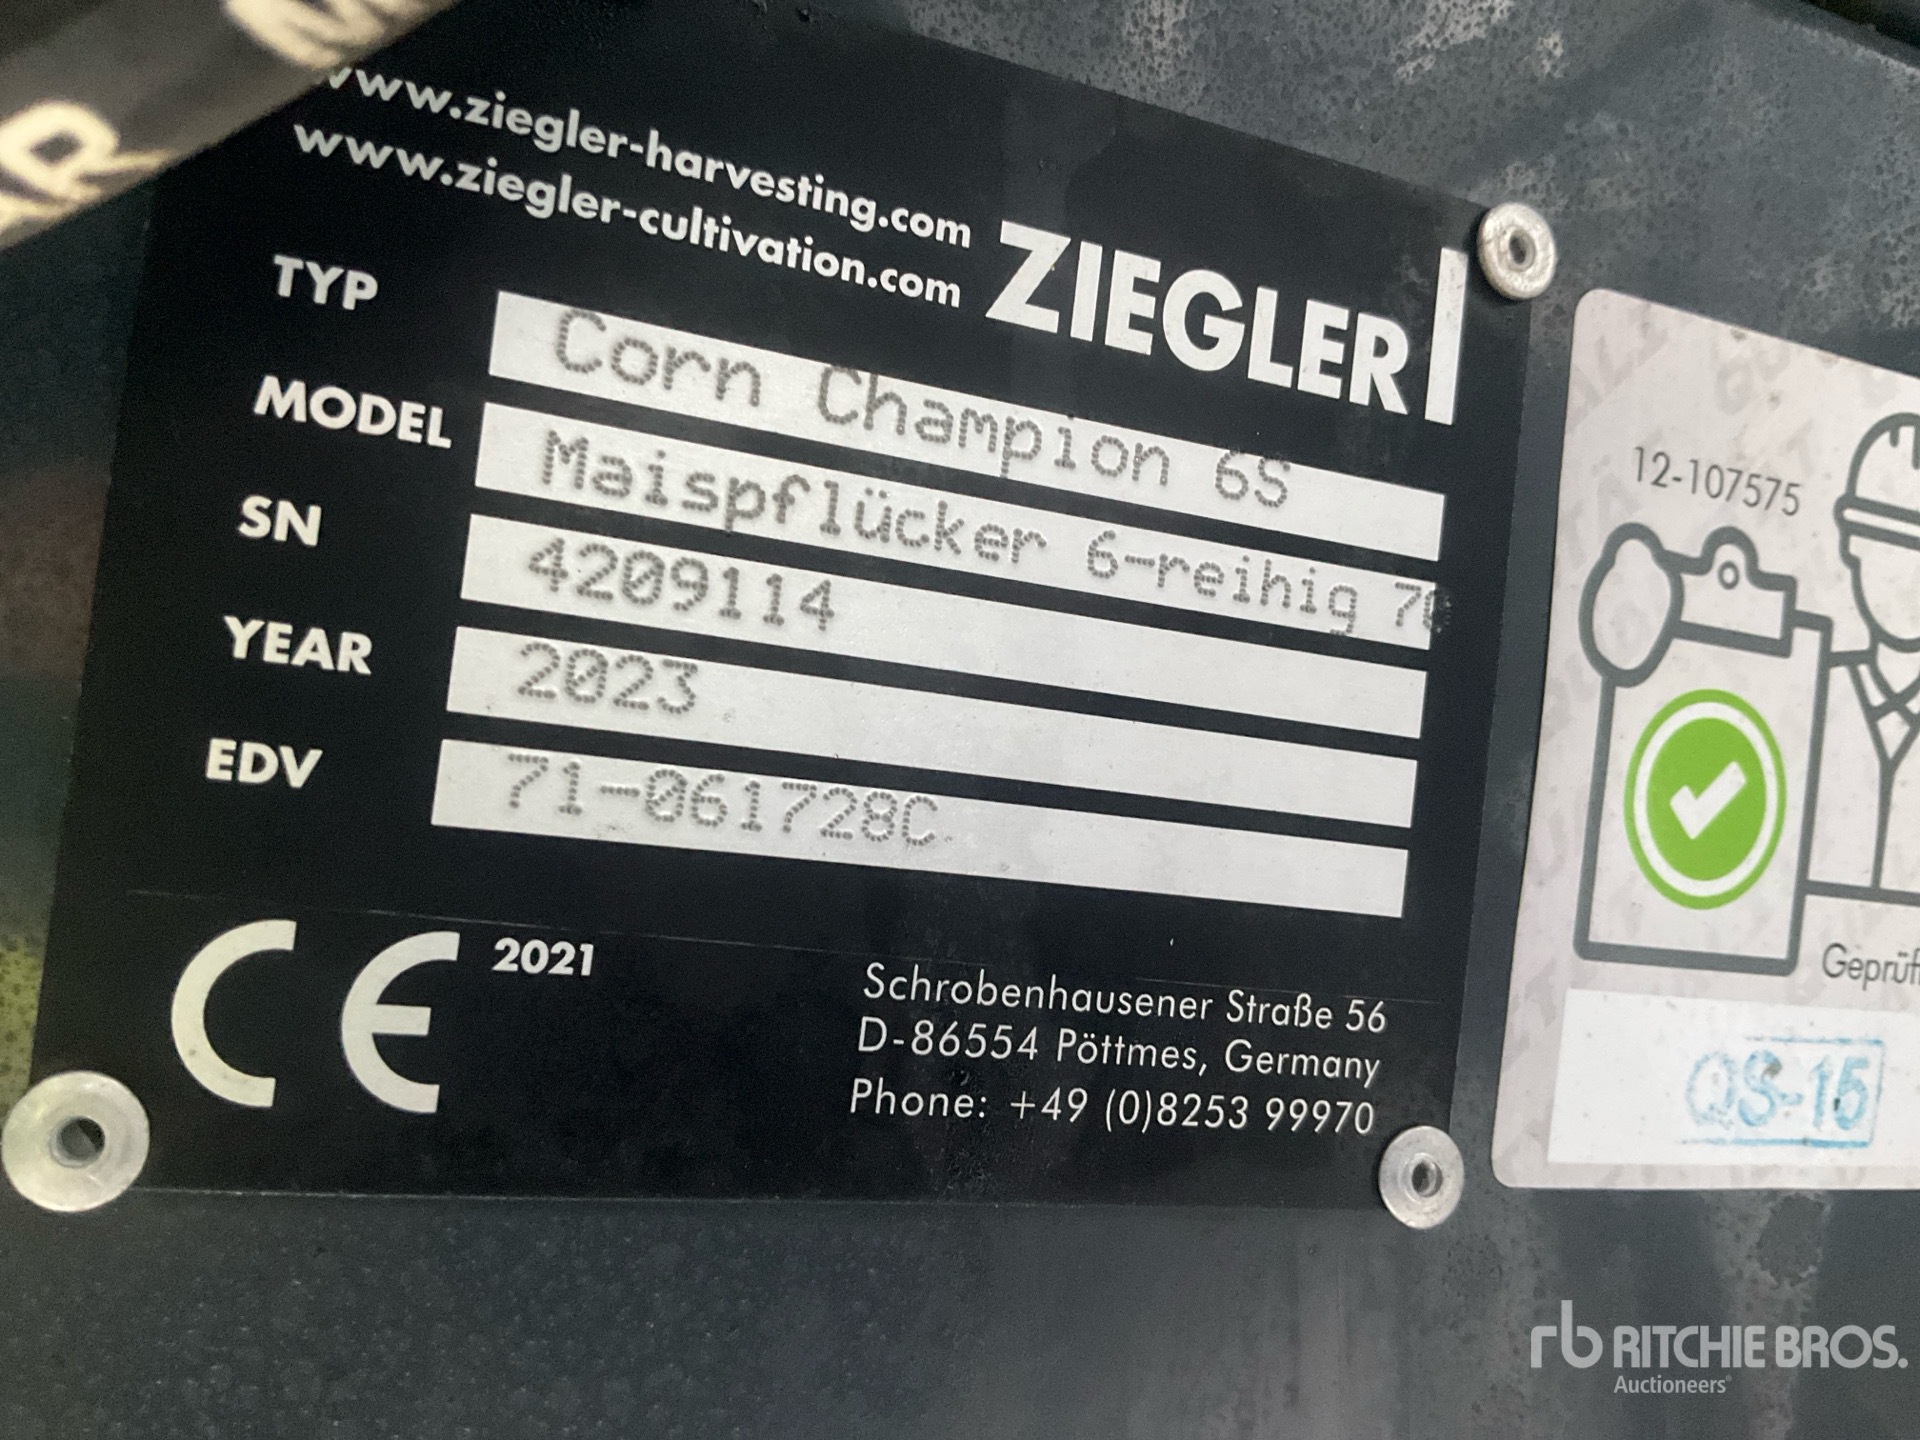 www.ziegler-harvesting.com
www.ziegler-cultivation.com
ZIEGLER
TYP Corn Champion 6S
MODEL Maispflücker 6-reihig
SN 4209114
YEAR 2023
EDV 71-061728C
CE 2021
Schrobenhausener Straße 56
D-86554 Pöttmes, Germany
Phone: +49 (0)8253 99970
12-107575
QS-15
rb RITCHIE BROS.
Auctioneers